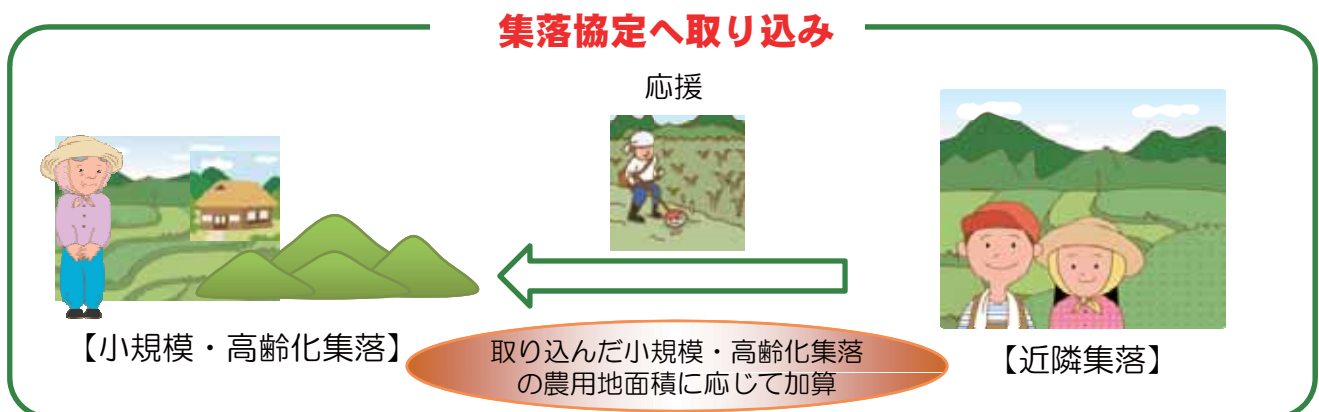 集落協定へ取り込み
応援
【小規模・高齢化集落】
取り込んだ小規模・高齢化集落
の農用地面積に応じて加算
【近隣集落】